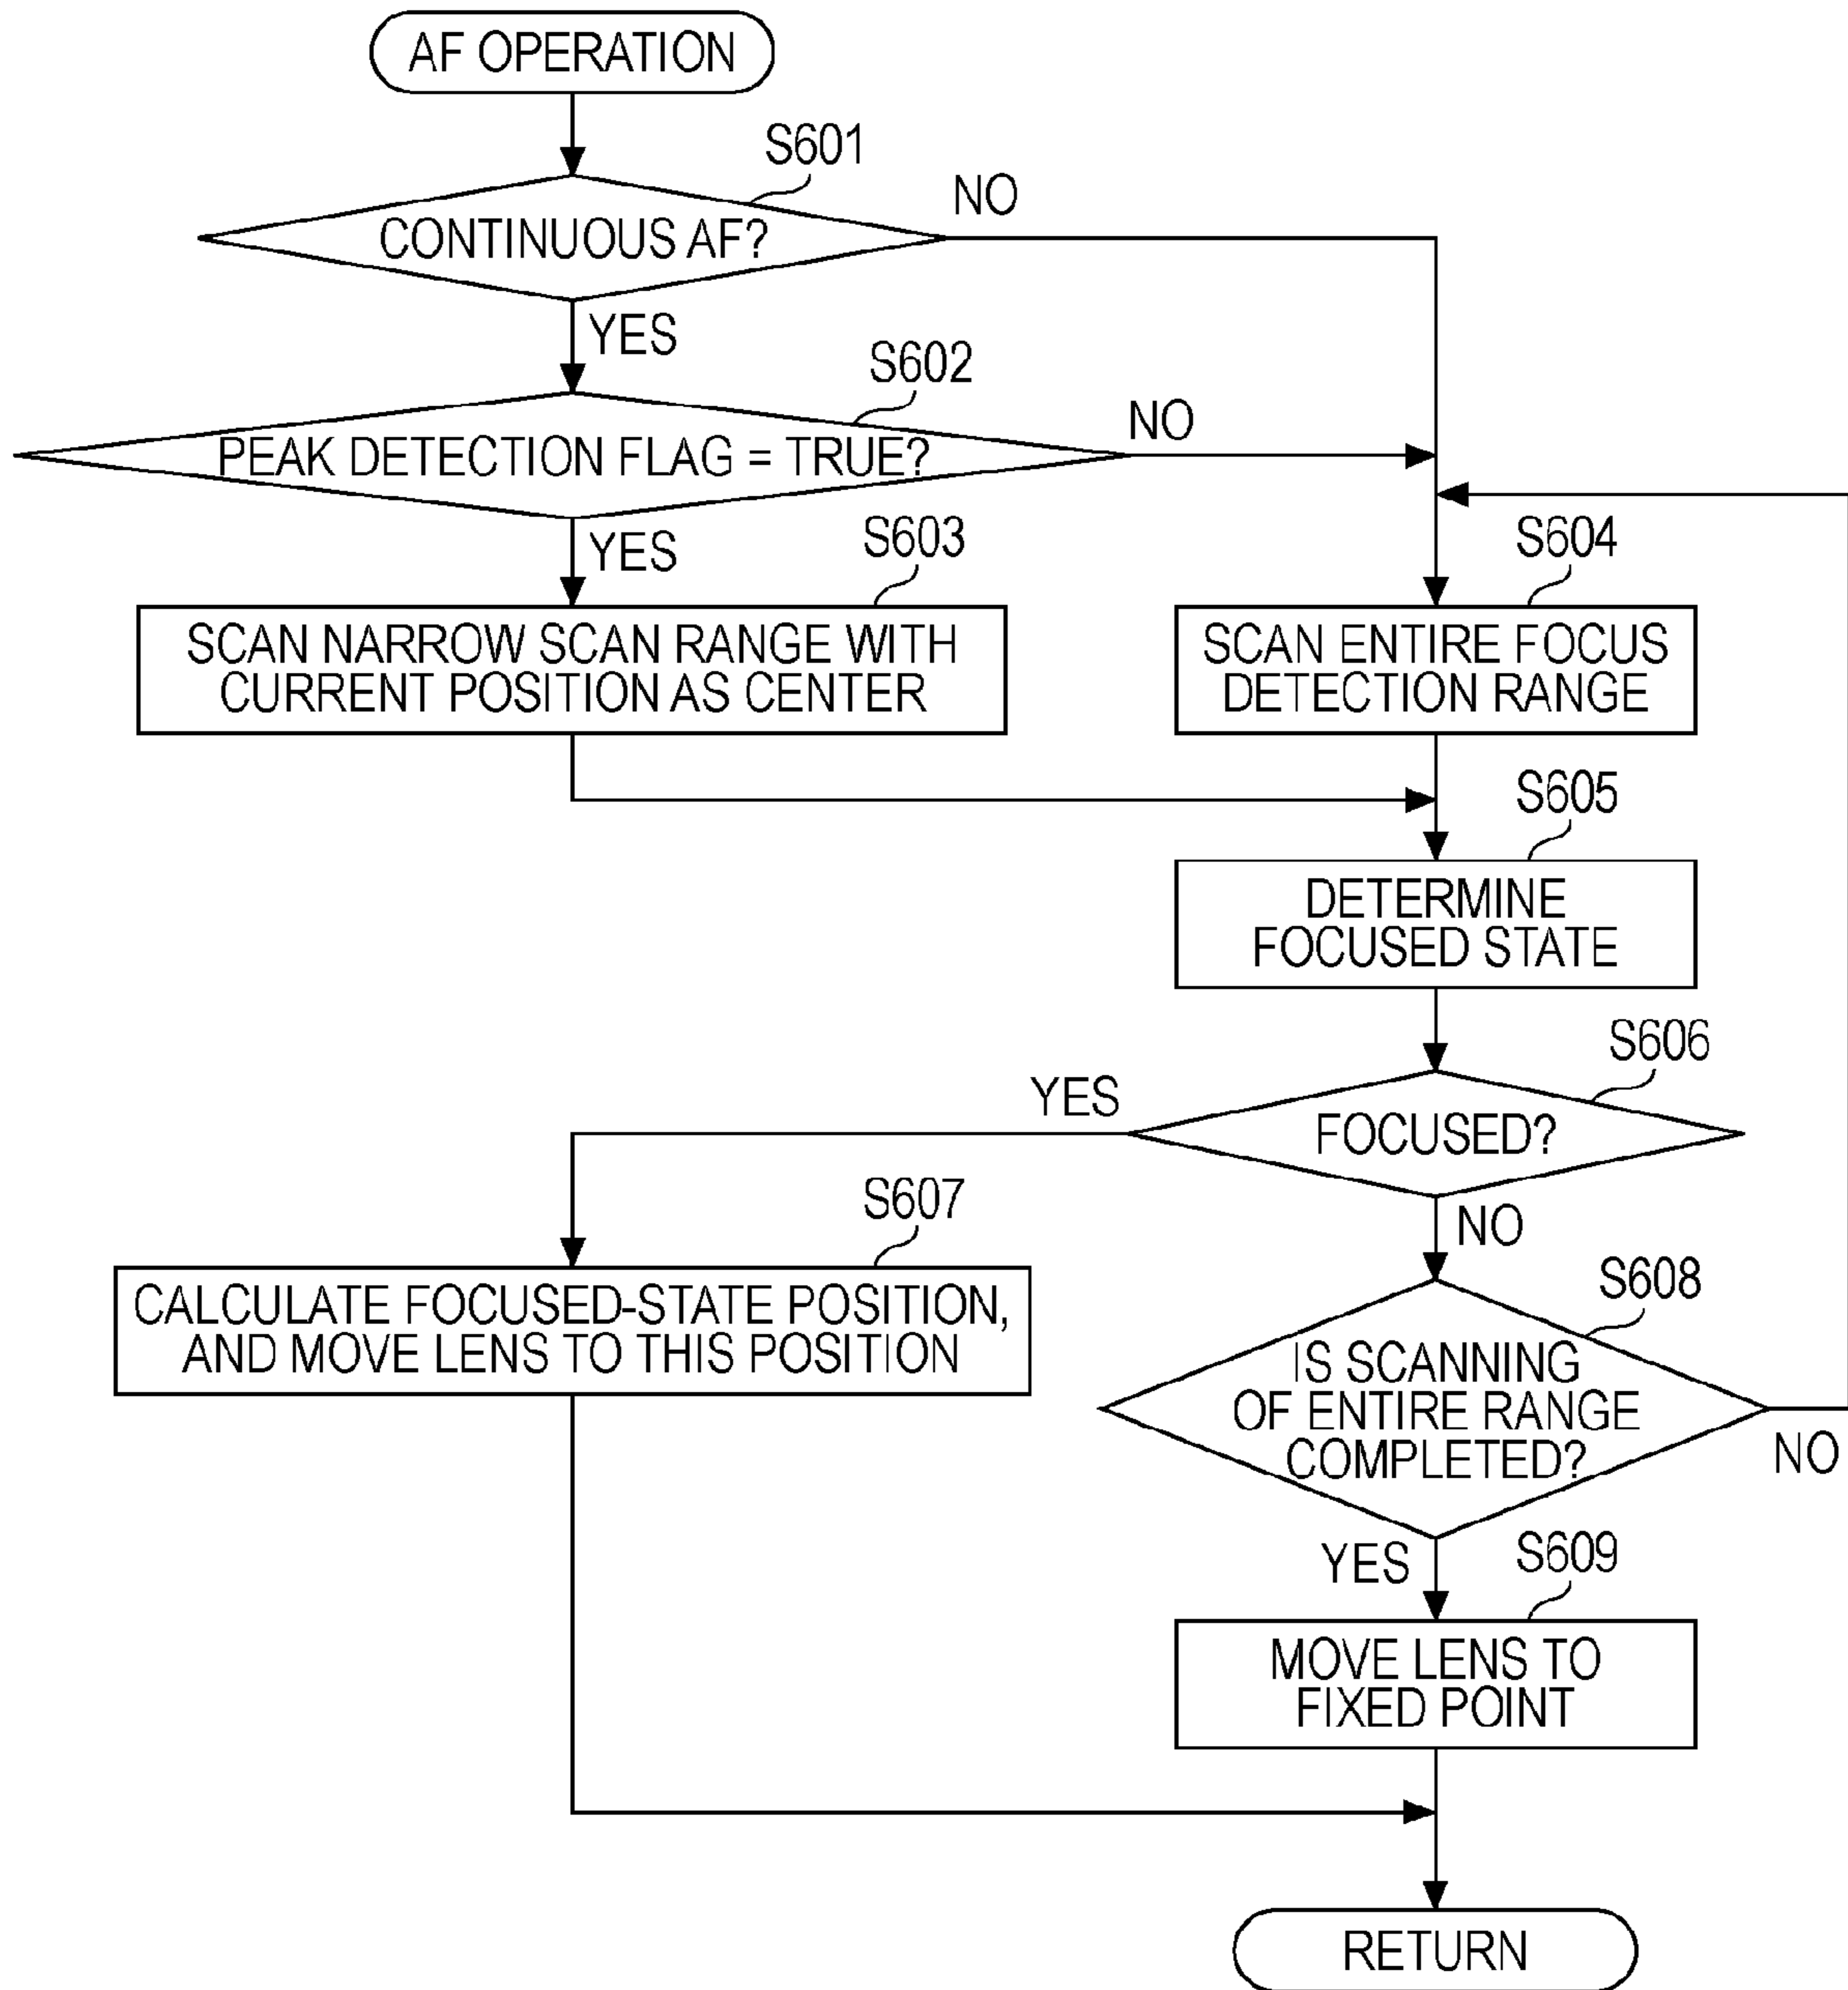 AF OPERATION
S601
CONTINUOUS AF?
NO
YES
S602
PEAK DETECTION FLAG = TRUE?
NO
YES
S603
SCAN NARROW SCAN RANGE WITH
CURRENT POSITION AS CENTER
S604
SCAN ENTIRE FOCUS
DETECTION RANGE
S605
DETERMINE
FOCUSED STATE
S606
FOCUSED?
YES
NO
S607
CALCULATE FOCUSED-STATE POSITION,
AND MOVE LENS TO THIS POSITION
S608
IS SCANNING
OF ENTIRE RANGE
COMPLETED?
NO
YES
S609
MOVE LENS TO
FIXED POINT
RETURN